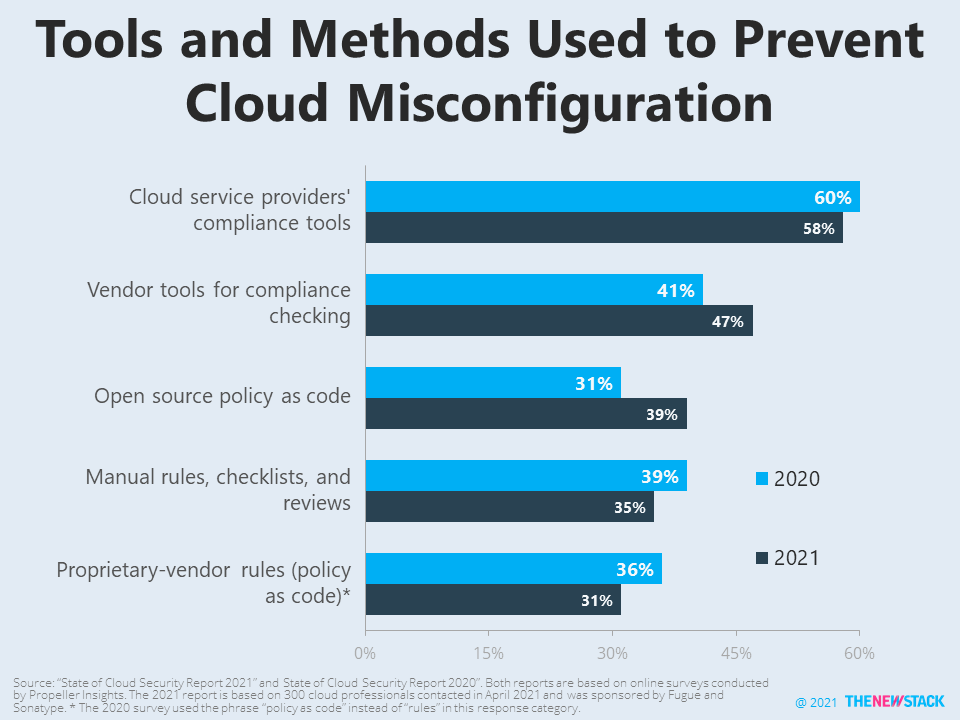 Tools and Methods Used to Prevent
Cloud Misconfiguration
Cloud service providers'
compliance tools
60%
58%
Vendor tools for compliance
checking
41%
47%
Open source policy as code
31%
39%
Manual rules, checklists, and
reviews
39%
35%
Proprietary-vendor rules (policy
as code)*
36%
31%
2020
2021
0% 15% 30% 45% 60%
Source: “State of Cloud Security Report 2021” and State of Cloud Security Report 2020”. Both reports are based on online surveys conducted
by Propeller Insights. The 2021 report is based on 300 cloud professionals contacted in April 2021 and was sponsored by Fugue and
Sonatype. * The 2020 survey used the phrase “policy as code” instead of “rules” in this response category.
@ 2021 THENEWSTACK